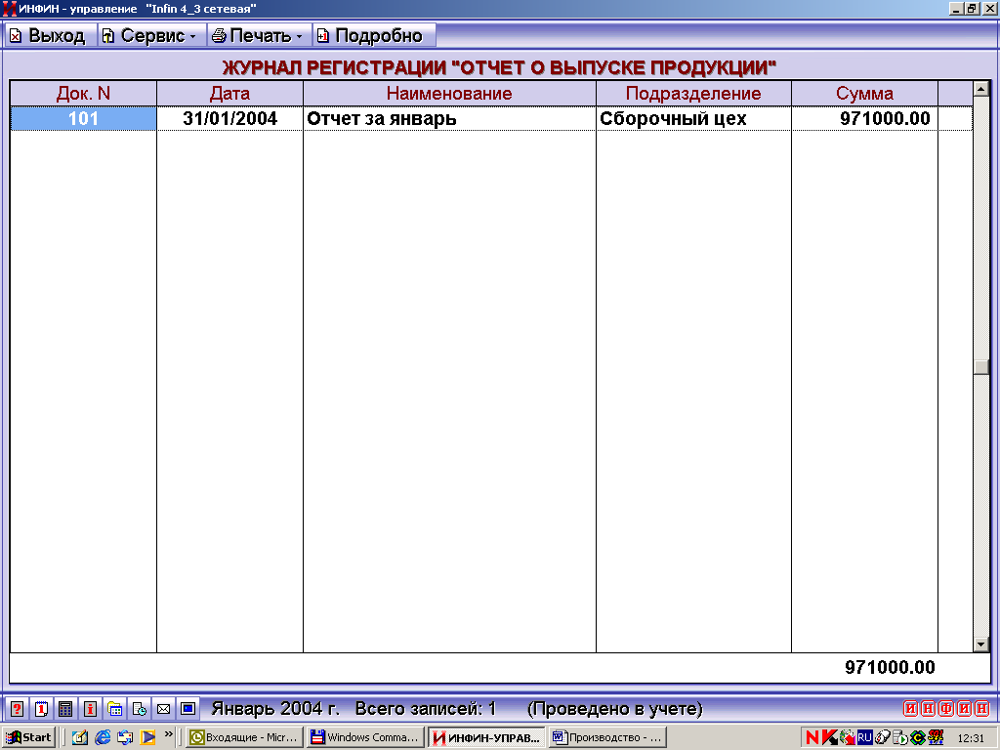 ИНФИН - управление "Infin 4_3 сетевая"
Выход Сервис Печать Подробно
ЖУРНАЛ РЕГИСТРАЦИИ "ОТЧЕТ О ВЫПУСКЕ ПРОДУКЦИИ"
Док. N Дата Наименование Подразделение Сумма
101 31/01/2004 Отчет за январь Сборочный цех 971000.00
971000.00
Январь 2004 г. Всего записей: 1 (Проведено в учете)
ИНФИН
Start Входящие - Micr... Windows Comma... ИНФИН-УПРАВ... Производство - ... RU 12:31